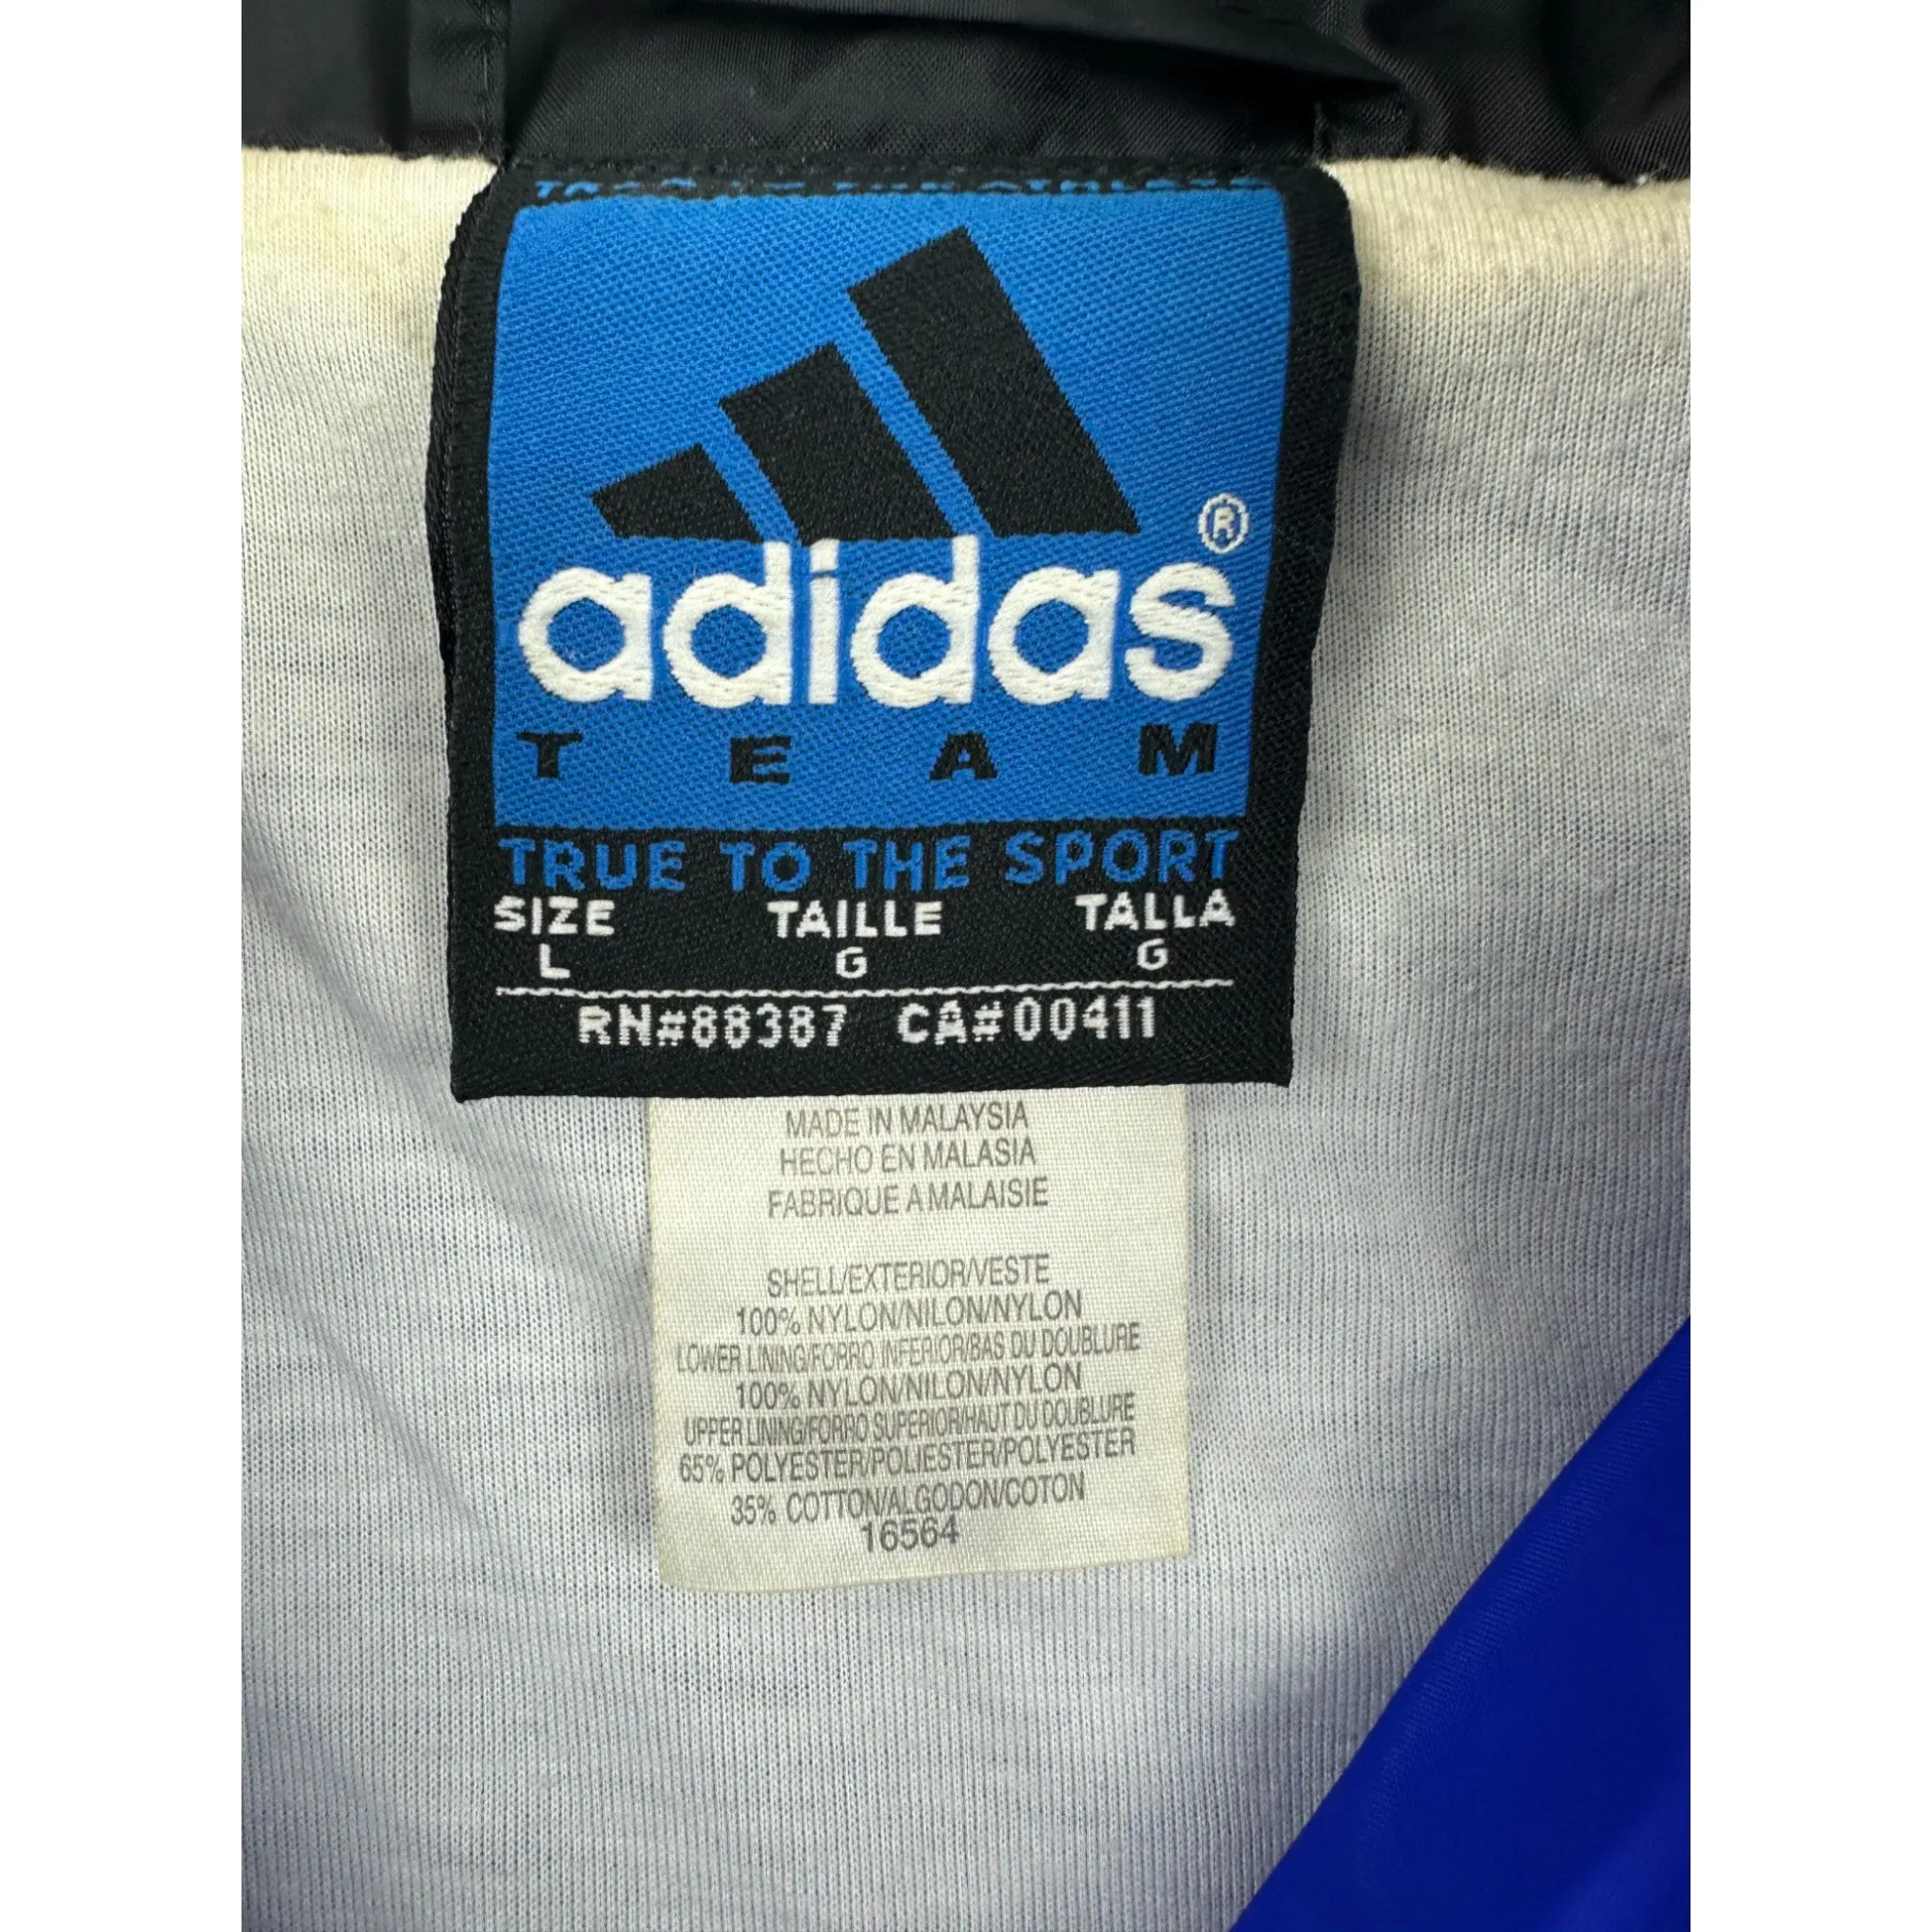 ®
adidas
TEAM
TRUE TO THE SPORT
SIZE TAILLE TALLA
L G G
RN#88387 CA#00411
MADE IN MALAYSIA
HECHO EN MALASIA
FABRIQUE A MALAISIE
SHELL/EXTERIOR/VESTE
100% NYLON/NILON/NYLON
LOWER LINING/FORRO INFERIOR/BAS DU DOUBLURE
100% NYLON/NILON/NYLON
UPPER LINING/FORRO SUPERIOR/HAUT DU DOUBLURE
65% POLYESTER/POLIESTER/POLYESTER
35% COTTON/ALGODON/COTON
16564